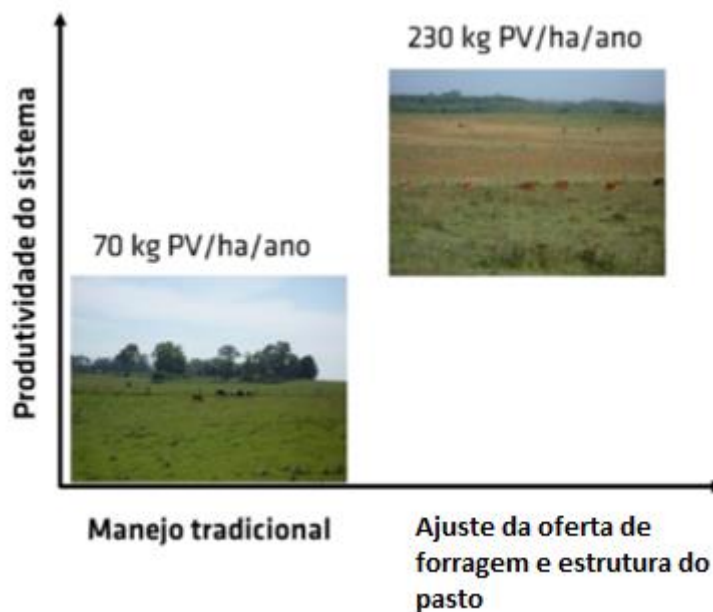 230 kg PV/ha/ano
Produtividade do sistema
70 kg PV/ha/ano
Manejo tradicional
Ajuste da oferta de
forragem e estrutura do
pasto